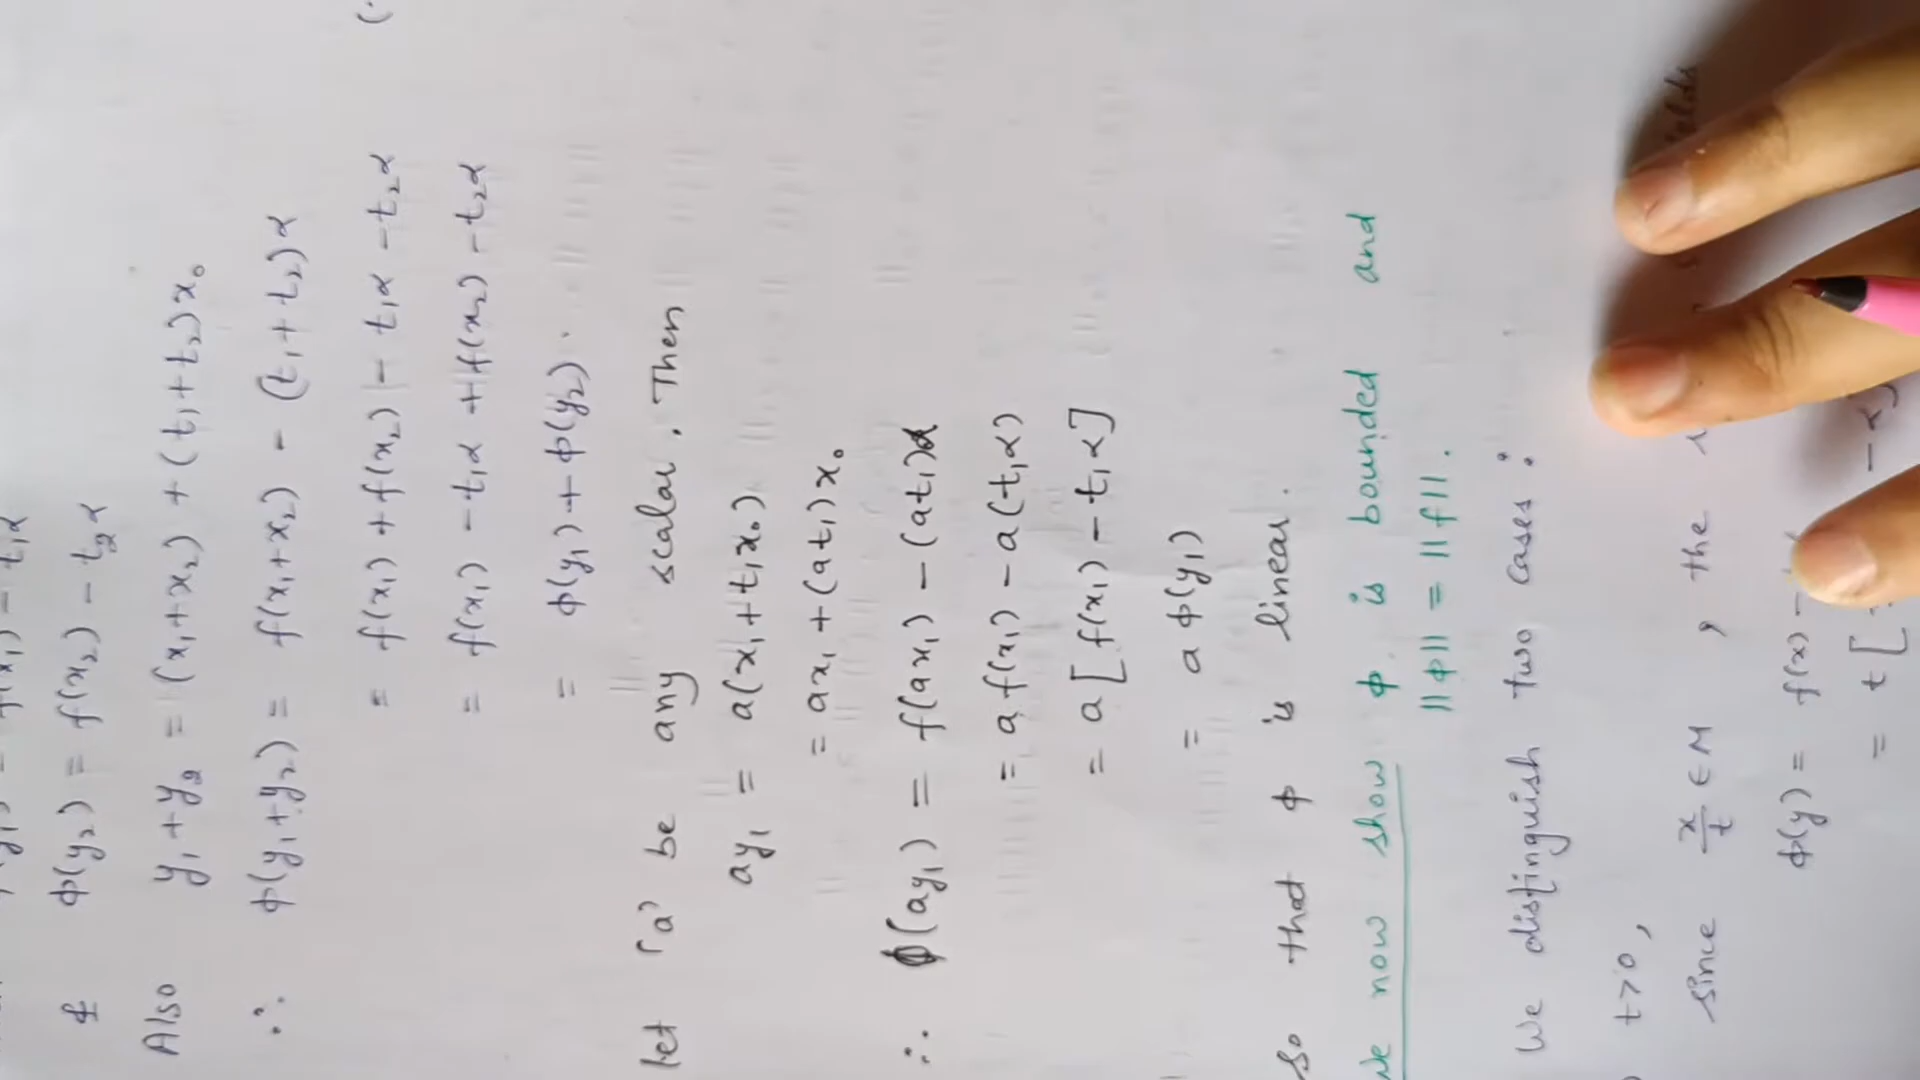 φ(y₂) = f(x₂) - t₂α
Also y₁+y₂ = (x₁+x₂) + (t₁+t₂)x₀
∴ φ(y₁+y₂) = f(x₁+x₂) - (t₁+t₂)α
= f(x₁) + f(x₂) - t₁α - t₂α
= f(x₁) - t₁α + f(x₂) - t₂α
= φ(y₁) + φ(y₂).
Let 'a' be any scalar. Then
ay₁ = a(x₁+t₁x₀)
= ax₁ + (at₁)x₀
∴ φ(ay₁) = f(ax₁) - (at₁)α
= a f(x₁) - a(t₁α)
= a[f(x₁) - t₁α]
= a φ(y₁)
so that φ is linear.
We now show φ is bounded and
||φ|| = ||f||.
We distinguish two cases:
t>0,
since x/t ∈ M, the
φ(y) = f(x) -
= t[ - α]